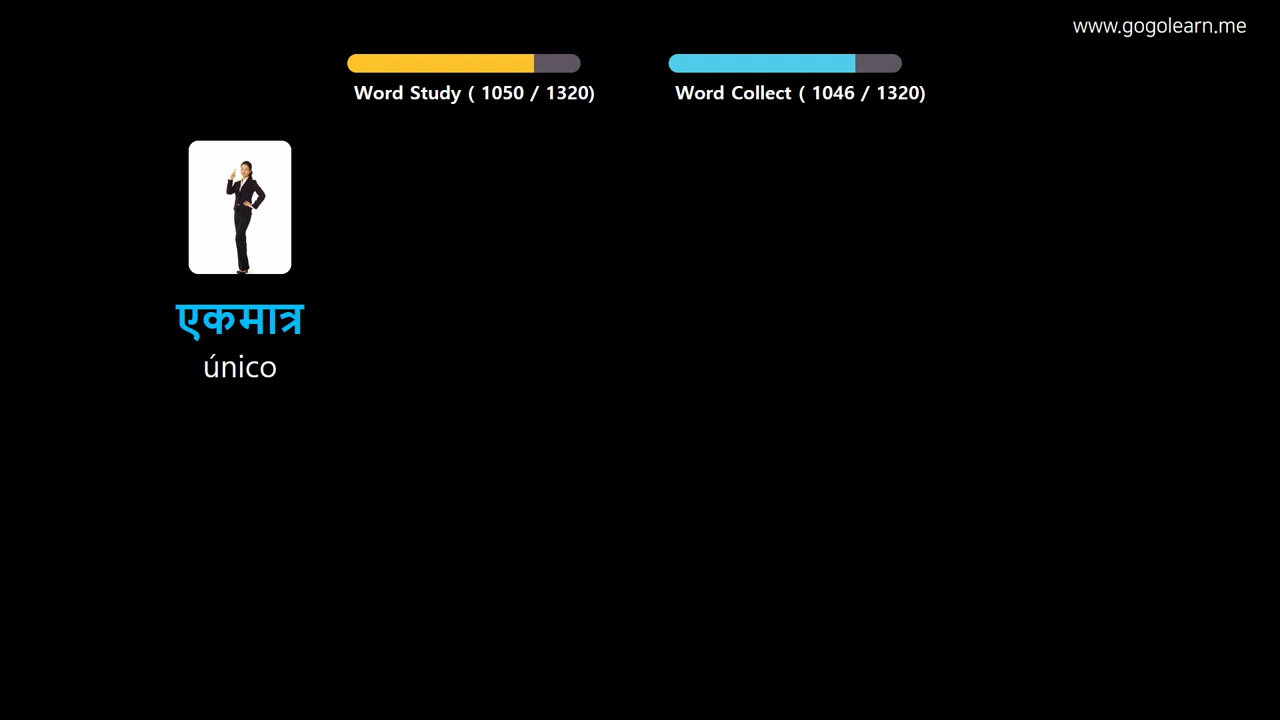 www.gogolearn.me
Word Study ( 1050 / 1320)
Word Collect ( 1046 / 1320)
एकमात्र
único